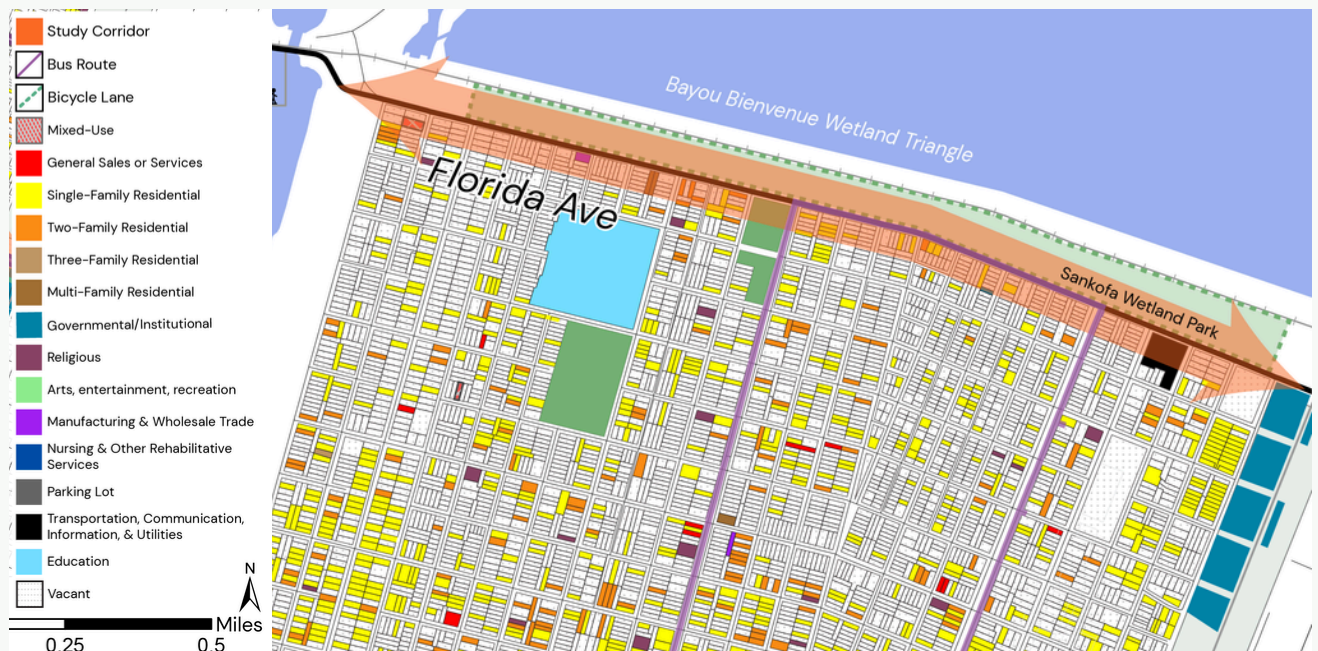 Study Corridor
Bus Route
Bicycle Lane
Mixed-Use
General Sales or Services
Single-Family Residential
Two-Family Residential
Three-Family Residential
Multi-Family Residential
Governmental/Institutional
Religious
Arts, entertainment, recreation
Manufacturing & Wholesale Trade
Nursing & Other Rehabilitative
Services
Parking Lot
Transportation, Communication,
Information, & Utilities
Education
Vacant
N
Miles
0.25 0.5
Bayou Bienvenue Wetland Triangle
Florida Ave
Sankofa Wetland Park